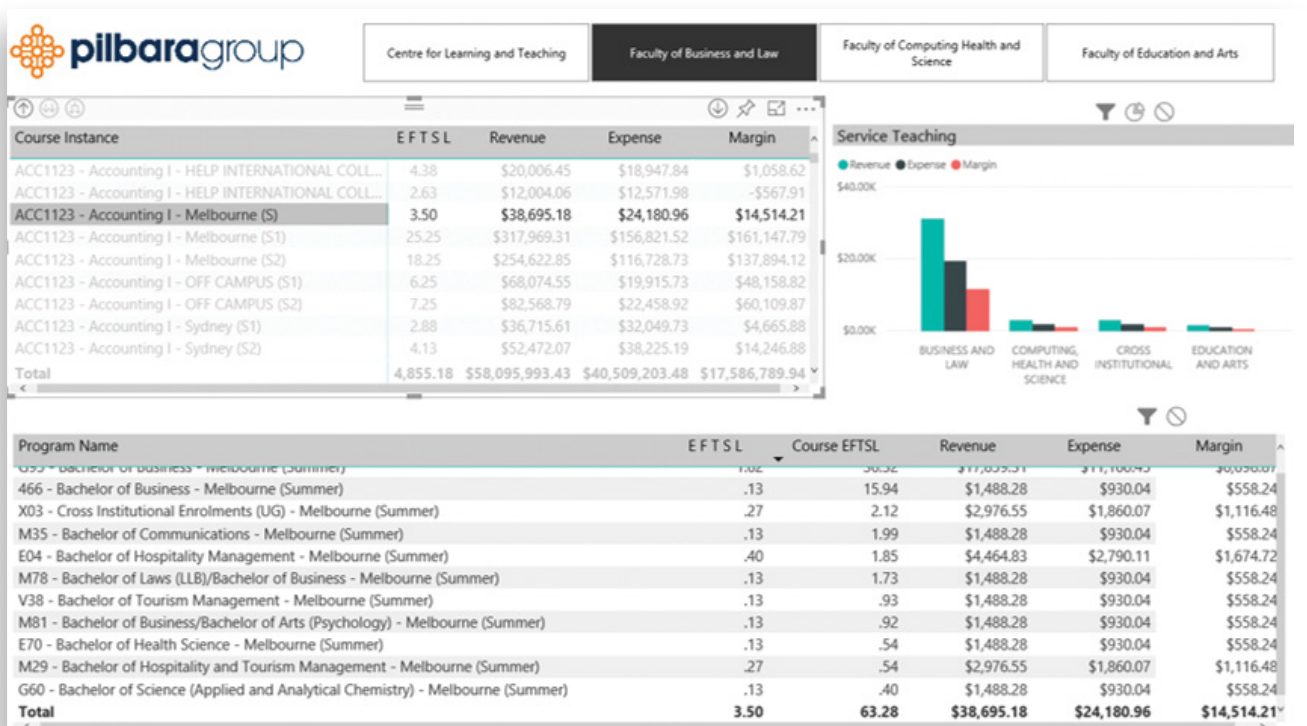 pilbaragroup
Centre for Learning and Teaching
Faculty of Business and Law
Faculty of Computing Health and
Science
Faculty of Education and Arts
Course Instance E F T S L Revenue Expense Margin
ACC1123 - Accounting I - HELP INTERNATIONAL COLL... 4.38 $20,006.45 $18,947.84 $1,058.62
ACC1123 - Accounting I - HELP INTERNATIONAL COLL... 2.63 $12,004.06 $12,571.98 -$567.91
ACC1123 - Accounting I - Melbourne (S) 3.50 $38,695.18 $24,180.96 $14,514.21
ACC1123 - Accounting I - Melbourne (S1) 25.25 $317,969.31 $156,821.52 $161,147.79
ACC1123 - Accounting I - Melbourne (S2) 18.25 $254,622.85 $116,728.73 $137,894.12
ACC1123 - Accounting I - OFF CAMPUS (S1) 6.25 $68,074.55 $19,915.73 $48,158.82
ACC1123 - Accounting I - OFF CAMPUS (S2) 7.25 $82,568.79 $22,458.92 $60,109.87
ACC1123 - Accounting I - Sydney (S1) 2.88 $36,715.61 $32,049.73 $4,665.88
ACC1123 - Accounting I - Sydney (S2) 4.13 $52,472.07 $38,225.19 $14,246.88
Total 4,855.18 $58,095,993.43 $40,509,203.48 $17,586,789.94
Service Teaching
Revenue Expense Margin
$40.00K
$20.00K
$0.00K
BUSINESS AND
LAW
COMPUTING,
HEALTH AND
SCIENCE
CROSS
INSTITUTIONAL
EDUCATION
AND ARTS
Program Name E F T S L Course EFTSL Revenue Expense Margin
- Bachelor of Business - Melbourne (Summer)
466 - Bachelor of Business - Melbourne (Summer) .13 15.94 $1,488.28 $930.04 $558.24
X03 - Cross Institutional Enrolments (UG) - Melbourne (Summer) .27 2.12 $2,976.55 $1,860.07 $1,116.48
M35 - Bachelor of Communications - Melbourne (Summer) .13 1.99 $1,488.28 $930.04 $558.24
E04 - Bachelor of Hospitality Management - Melbourne (Summer) .40 1.85 $4,464.83 $2,790.11 $1,674.72
M78 - Bachelor of Laws (LLB)/Bachelor of Business - Melbourne (Summer) .13 1.73 $1,488.28 $930.04 $558.24
V38 - Bachelor of Tourism Management - Melbourne (Summer) .13 .93 $1,488.28 $930.04 $558.24
M81 - Bachelor of Business/Bachelor of Arts (Psychology) - Melbourne (Summer) .13 .92 $1,488.28 $930.04 $558.24
E70 - Bachelor of Health Science - Melbourne (Summer) .13 .54 $1,488.28 $930.04 $558.24
M29 - Bachelor of Hospitality and Tourism Management - Melbourne (Summer) .27 .54 $2,976.55 $1,860.07 $1,116.48
G60 - Bachelor of Science (Applied and Analytical Chemistry) - Melbourne (Summer) .13 .40 $1,488.28 $930.04 $558.24
Total 3.50 63.28 $38,695.18 $24,180.96 $14,514.21